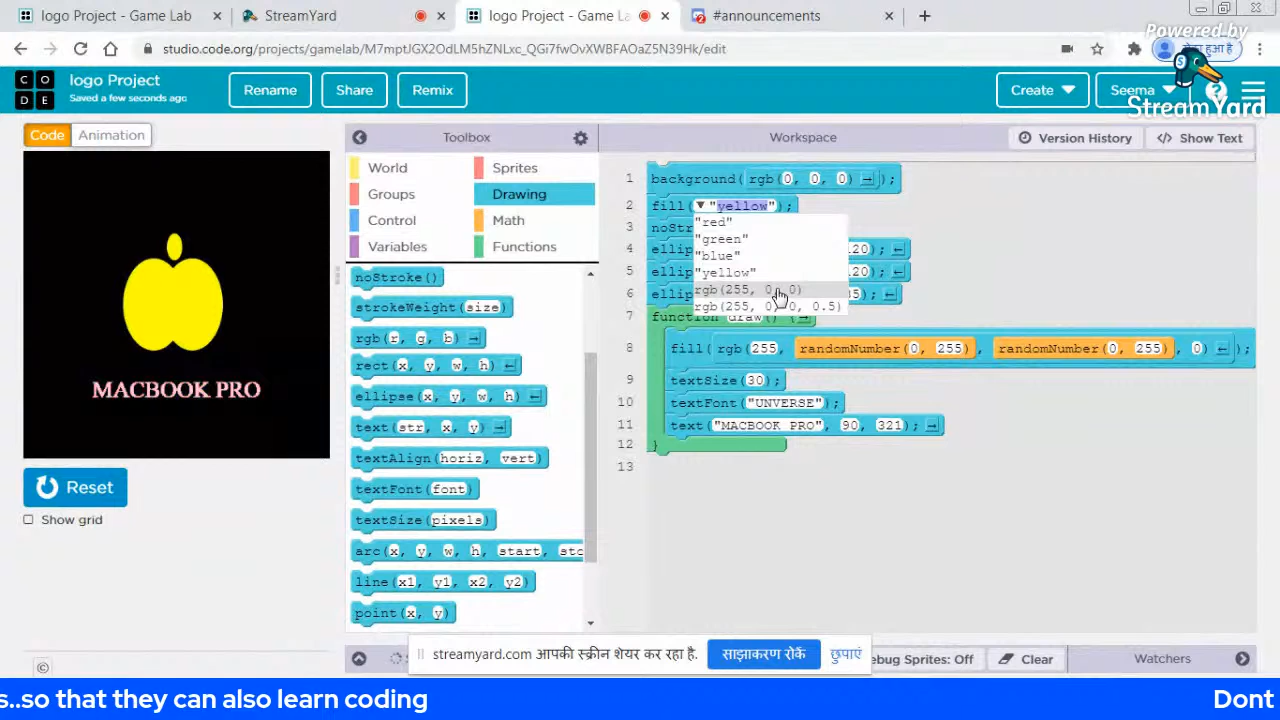 logo Project - Game Lab
StreamYard
logo Project - Game La
#announcements
studio.code.org/projects/gamelab/M7mptJGX2OdLM5hZNLxc_QGi7fwOvXWBFAOaZ5N39Hk/edit
हुआ है
Powered by
StreamYard
CO
DE
logo Project
Saved a few seconds ago
Rename
Share
Remix
Create
Seema
Code
Animation
Toolbox
Workspace
Version History
</> Show Text
World
Sprites
Groups
Drawing
Control
Math
Variables
Functions
noStroke()
strokeWeight(size)
rgb(r, g, b)
rect(x, y, w, h)
ellipse(x, y, w, h)
text(str, x, y)
textAlign(horiz, vert)
textFont(font)
textSize(pixels)
arc(x, y, w, h, start, sto
line(x1, y1, x2, y2)
point(x, y)
1 background( rgb(0, 0, 0) );
2 fill( "yellow");
3 noStr
4 ellip 20);
5 ellip 20);
6 ellip 5);
"red"
"green"
"blue"
"yellow"
rgb(255, 0, 0)
rgb(255, 0, 0, 0.5)
7 function draw() {
8 fill( rgb(255, randomNumber(0, 255), randomNumber(0, 255), 0) );
9 textSize(30);
10 textFont("UNVERSE");
11 text("MACBOOK PRO", 90, 321);
12 }
13
MACBOOK PRO
Reset
Show grid
streamyard.com आपकी स्क्रीन शेयर कर रहा है.
साझाकरण रोकें
छुपाएं
ebug Sprites: Off
Clear
Watchers
s..so that they can also learn coding
Dont